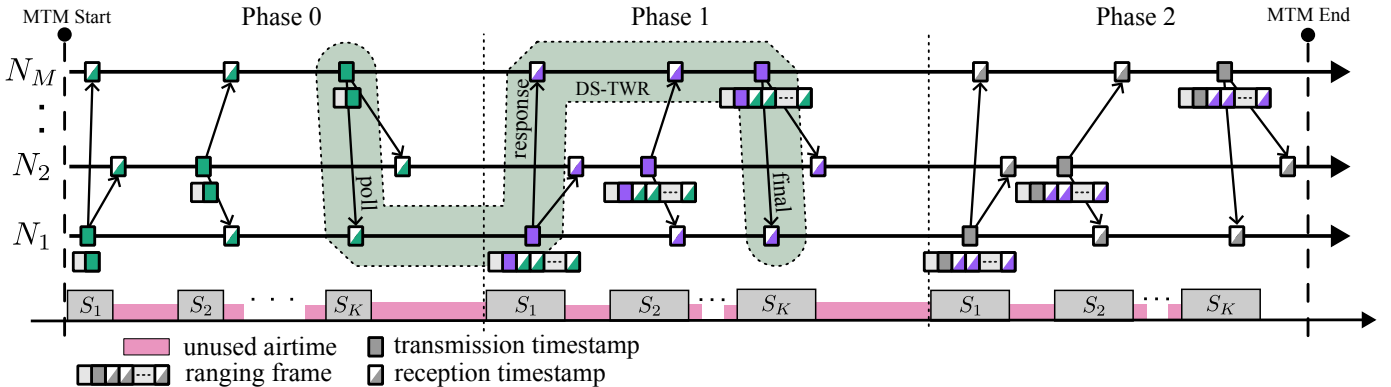 Phase 0 Phase 1 Phase 2
MTM Start MTM End
N_M
DS-TWR
response
N_2
poll
final
N_1
S_1 S_2 . . . . S_K S_1 S_2 ... S_K S_1 S_2 ... S_K
unused airtime transmission timestamp
ranging frame reception timestamp